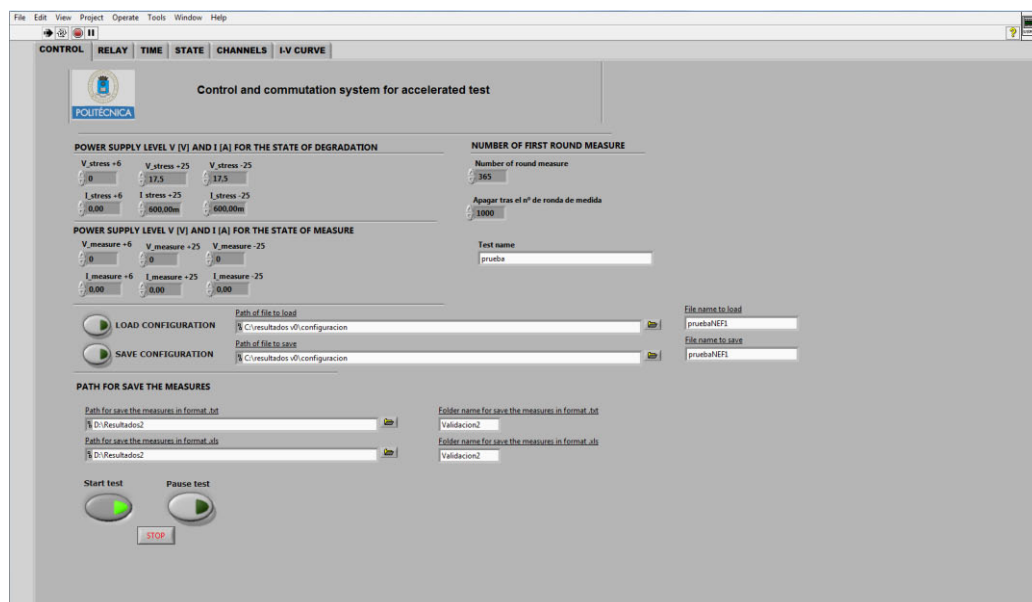 File Edit View Project Operate Tools Window Help
CONTROL RELAY TIME STATE CHANNELS I-V CURVE
POLITÉCNICA
Control and commutation system for accelerated test
POWER SUPPLY LEVEL V [V] AND I [A] FOR THE STATE OF DEGRADATION
V_stress +6 V_stress +25 V_stress -25
0 17,5 17,5
I_stress +6 I stress +25 I_stress -25
0,00 600,00m 600,00m
NUMBER OF FIRST ROUND MEASURE
Number of round measure
365
Apagar tras el nº de ronda de medida
1000
POWER SUPPLY LEVEL V [V] AND I [A] FOR THE STATE OF MEASURE
V_measure +6 V_measure +25 V_measure -25
0 0 0
I_measure +6 I_measure +25 I_measure -25
0,00 0,00 0,00
Test name
prueba
LOAD CONFIGURATION
Path of file to load
C:\resultados v0\configuracion
File name to load
pruebaNEF1
SAVE CONFIGURATION
Path of file to save
C:\resultados v0\configuracion
File name to save
pruebaNEF1
PATH FOR SAVE THE MEASURES
Path for save the measures in format .txt
D:\Resultados2
Folder name for save the measures in format .txt
Validacion2
Path for save the measures in format .xls
D:\Resultados2
Folder name for save the measures in format .xls
Validacion2
Start test Pause test
STOP